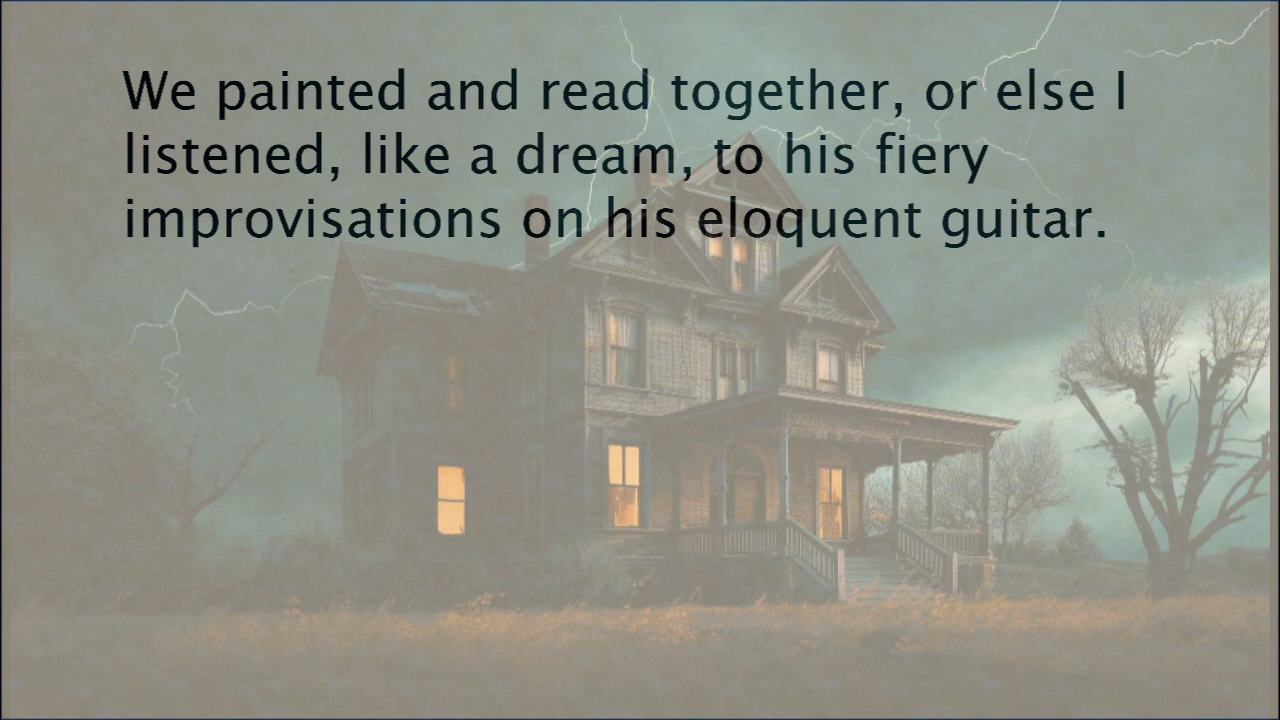 We painted and read together, or else I
listened, like a dream, to his fiery
improvisations on his eloquent guitar.